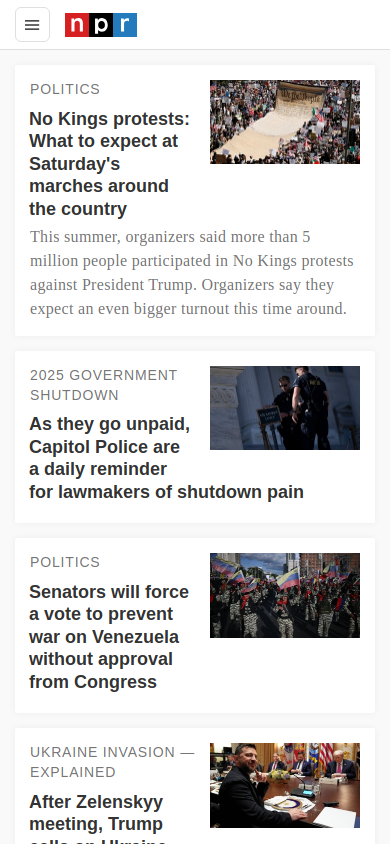 npr
POLITICS
No Kings protests:
What to expect at
Saturday's
marches around
the country
This summer, organizers said more than 5
million people participated in No Kings protests
against President Trump. Organizers say they
expect an even bigger turnout this time around.
2025 GOVERNMENT
SHUTDOWN
As they go unpaid,
Capitol Police are
a daily reminder
for lawmakers of shutdown pain
POLITICS
Senators will force
a vote to prevent
war on Venezuela
without approval
from Congress
UKRAINE INVASION —
EXPLAINED
After Zelenskyy
meeting, Trump
calls on Ukraine